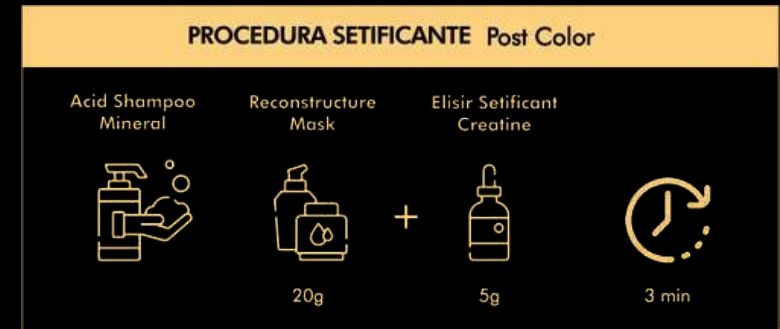 PROCEDURA SETIFICANTE Post Color
Acid Shampoo
Mineral
Reconstructure
Mask
Elisir Setificant
Creatine
+
20g
5g
3 min